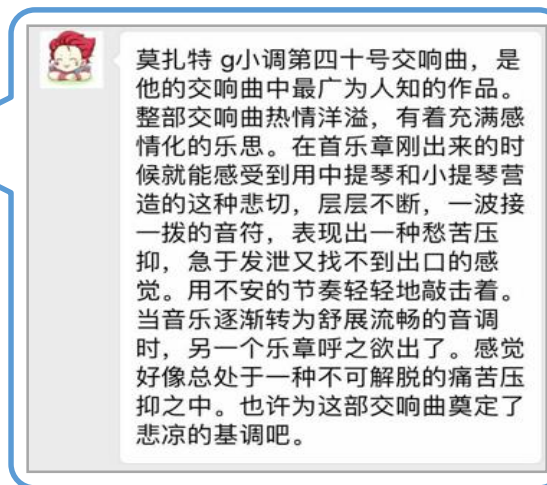 莫扎特 g小调第四十号交响曲，是
他的交响曲中最广为人知的作品。
整部交响曲热情洋溢，有着充满感
情化的乐思。在首乐章刚出来的时
候就能感受到用中提琴和小提琴营
造的这种悲切，层层不断，一波接
一拨的音符，表现出一种愁苦压
抑，急于发泄又找不到出口的感
觉。用不安的节奏轻轻地敲击着。
当音乐逐渐转为舒展流畅的音调
时，另一个乐章呼之欲出了。感觉
好像总处于一种不可解脱的痛苦压
抑之中。也许为这部交响曲奠定了
悲凉的基调吧。